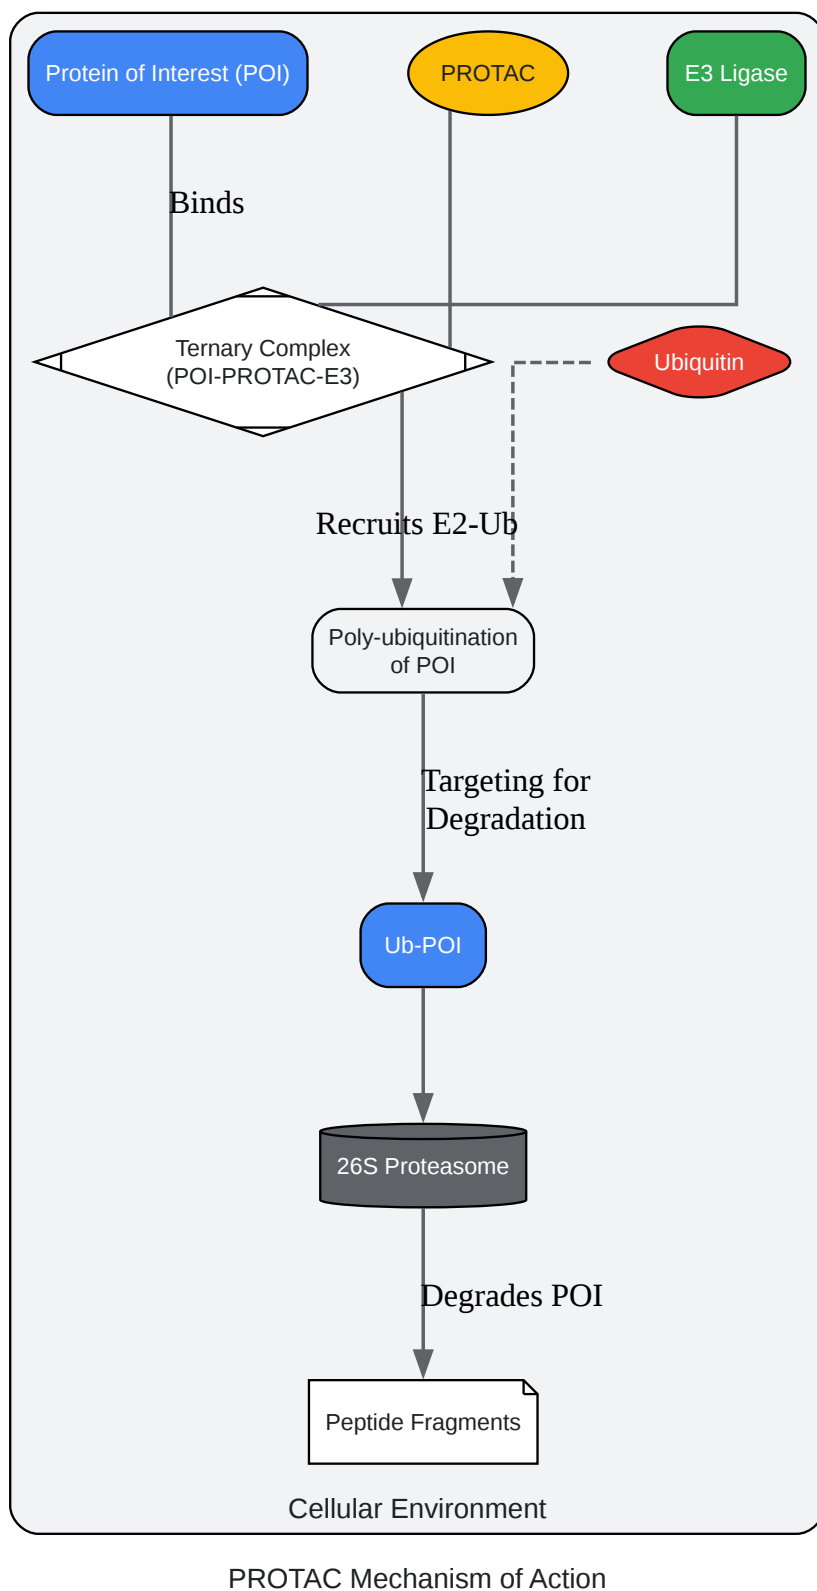 Protein of Interest (POI)
PROTAC
E3 Ligase
Binds
Ternary Complex
(POI-PROTAC-E3)
Ubiquitin
Recruits E2-Ub
Poly-ubiquitination
of POI
Targeting for
Degradation
Ub-POI
26S Proteasome
Degrades POI
Peptide Fragments
Cellular Environment
PROTAC Mechanism of Action